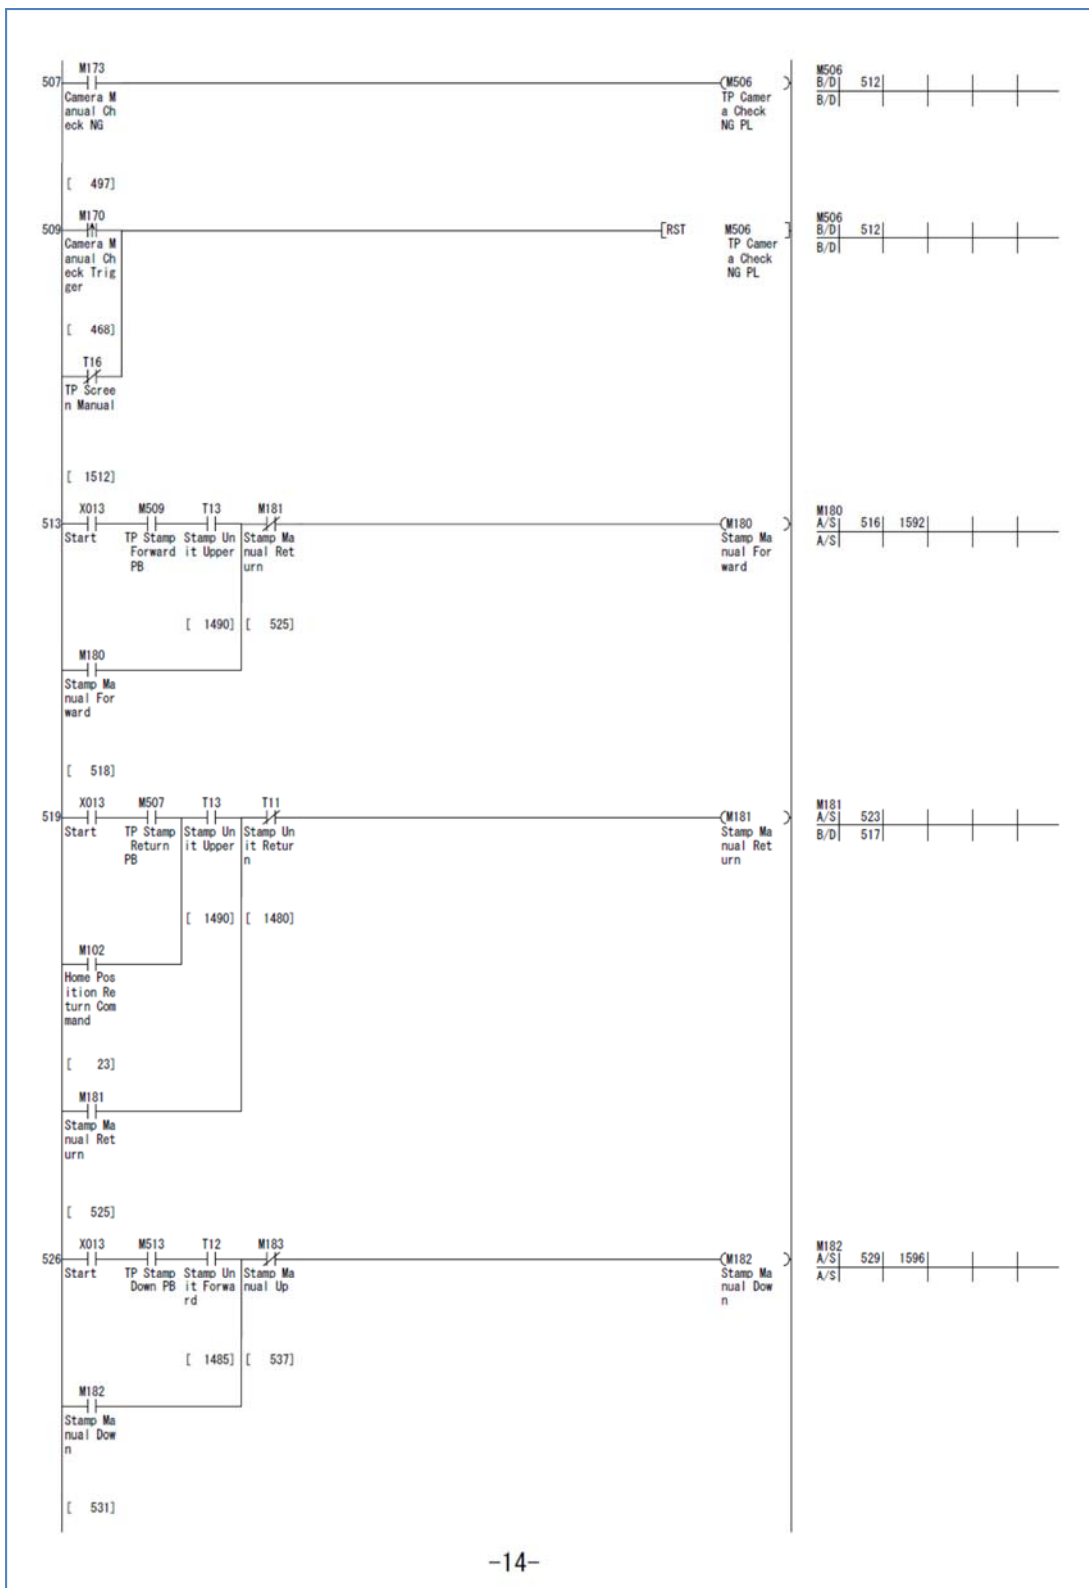 M173
507
(M506 )
Camera M
anual Ch
eck NG
TP Camer
a Check
NG PL
M506
B/D| 512|
B/D|
[ 497]
M170
509
[RST M506 ]
Camera M
anual Ch
eck Trig
ger
TP Camer
a Check
NG PL
M506
B/D| 512|
B/D|
[ 468]
T16
TP Scree
n Manual
[ 1512]
X013 M509 T13 M181
513
(M180 )
Start
TP Stamp
Forward
PB
Stamp Un
it Upper
Stamp Ma
nual Ret
urn
Stamp Ma
nual For
ward
M180
A/S| 516| 1592|
A/S|
[ 1490] [ 525]
M180
Stamp Ma
nual For
ward
[ 518]
X013 M507 T13 T11
519
(M181 )
Start
TP Stamp
Return
PB
Stamp Un
it Upper
Stamp Un
it Retur
n
Stamp Ma
nual Ret
urn
M181
A/S| 523|
B/D| 517|
[ 1490] [ 1480]
M102
Home Pos
ition Re
turn Com
mand
[ 23]
M181
Stamp Ma
nual Ret
urn
[ 525]
X013 M513 T12 M183
526
(M182 )
Start
TP Stamp
Down PB
Stamp Un
it Forwa
rd
Stamp Ma
nual Up
Stamp Ma
nual Dow
n
M182
A/S| 529| 1596|
A/S|
[ 1485] [ 537]
M182
Stamp Ma
nual Dow
n
[ 531]
-14-